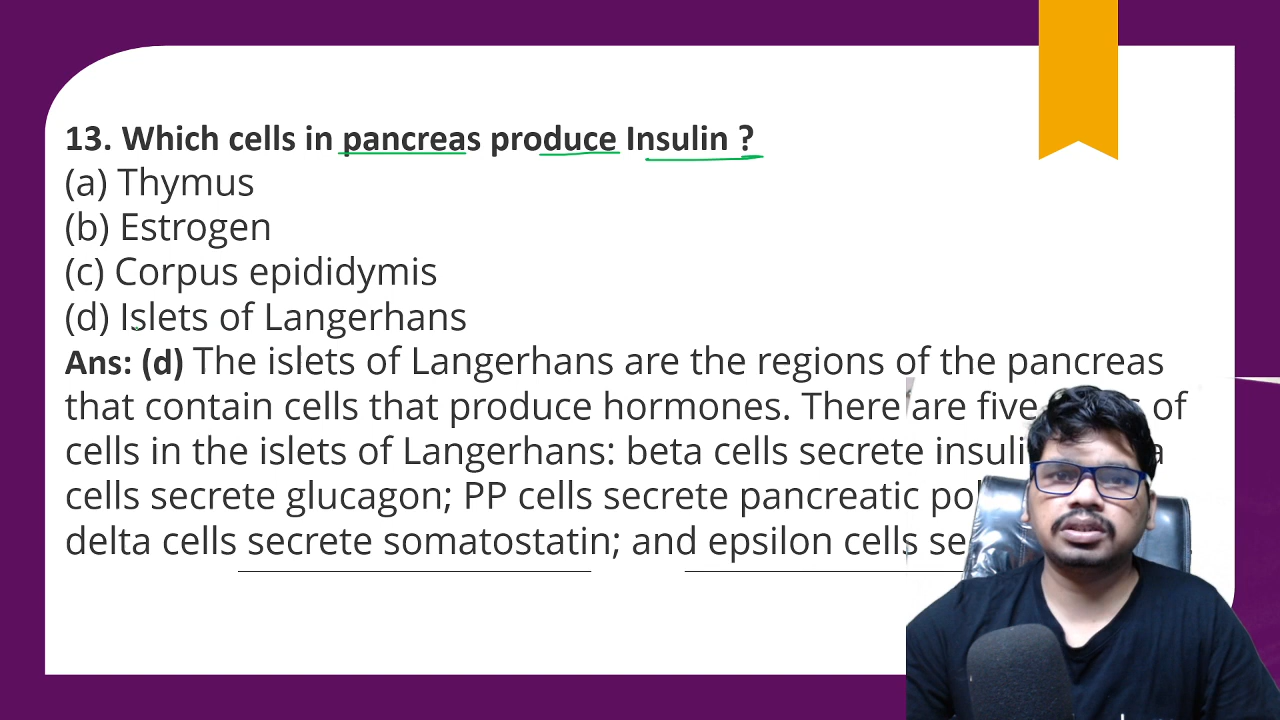 13. Which cells in pancreas produce Insulin ?
(a) Thymus
(b) Estrogen
(c) Corpus epididymis
(d) Islets of Langerhans
Ans: (d) The islets of Langerhans are the regions of the pancreas
that contain cells that produce hormones. There are five of
cells in the islets of Langerhans: beta cells secrete
cells secrete glucagon; PP cells secrete pancreatic
delta cells secrete somatostatin; and epsilon cells